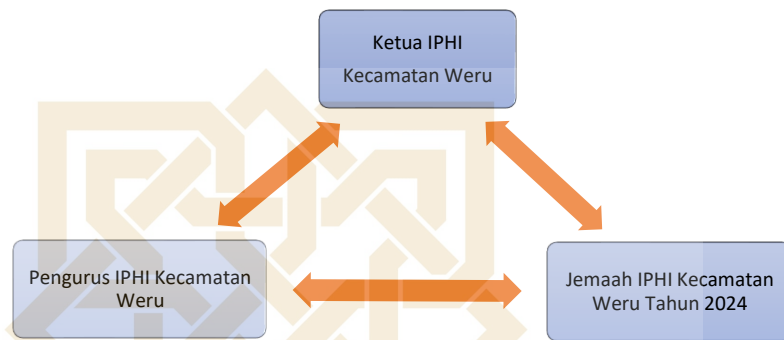 Ketua IPHI
Kecamatan Weru
Pengurus IPHI Kecamatan
Weru
Jemaah IPHI Kecamatan
Weru Tahun 2024